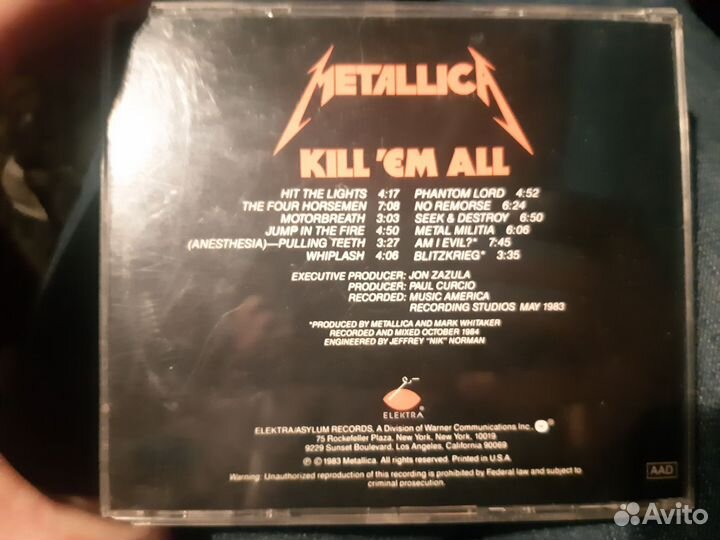 METALLICA
KILL 'EM ALL
HIT THE LIGHTS 4:17
THE FOUR HORSEMEN 7:08
MOTORBREATH 3:03
JUMP IN THE FIRE 4:50
(ANESTHESIA)—PULLING TEETH 3:27
WHIPLASH 4:06
PHANTOM LORD 4:52
NO REMORSE 6:24
SEEK & DESTROY 6:50
METAL MILITIA 6:06
AM I EVIL?* 7:45
BLITZKRIEG* 3:35
EXECUTIVE PRODUCER: JON ZAZULA
PRODUCER: PAUL CURCIO
RECORDED: MUSIC AMERICA
RECORDING STUDIOS MAY 1983
*PRODUCED BY METALLICA AND MARK WHITAKER
RECORDED AND MIXED OCTOBER 1984
ENGINEERED BY JEFFREY "NIK" NORMAN
ELEKTRA®
ELEKTRA/ASYLUM RECORDS, A Division of Warner Communications Inc.
75 Rockefeller Plaza, New York, New York, 10019
9229 Sunset Boulevard, Los Angeles, California 90069
℗ © 1983 Metallica. All rights reserved. Printed in U.S.A.
Warning: Unauthorized reproduction of this recording is prohibited by Federal law and subject to
criminal prosecution.
AAD
Avito